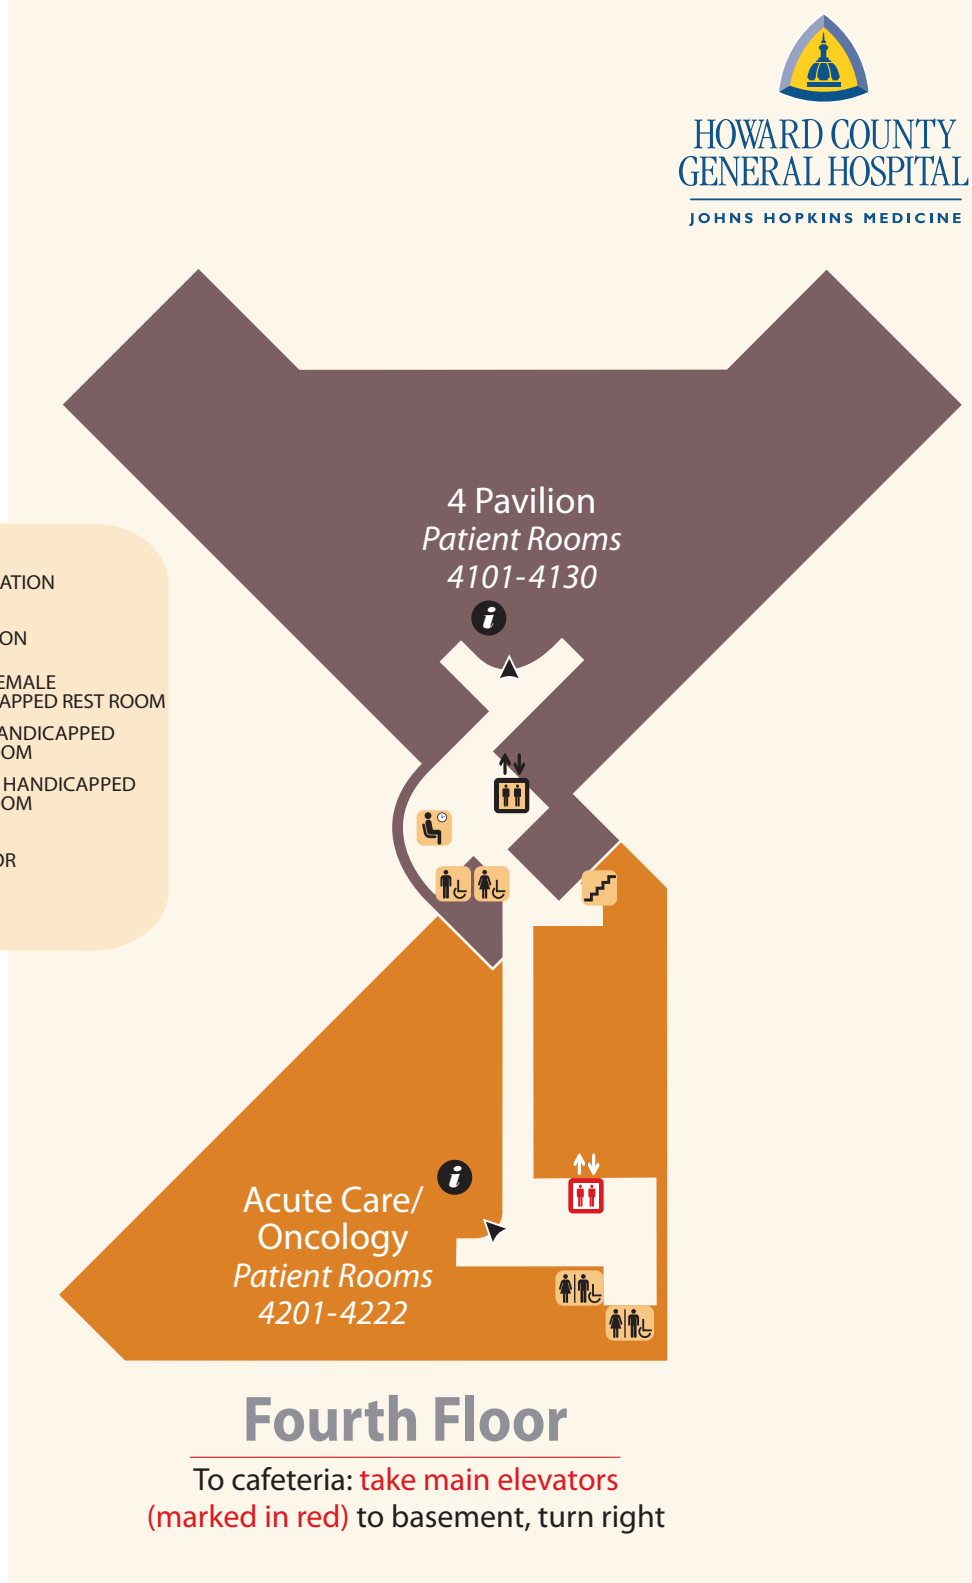 HOWARD COUNTY
GENERAL HOSPITAL
JOHNS HOPKINS MEDICINE
4 Pavilion
Patient Rooms
4101-4130
i
ATION
ON
EMALE
APPED REST ROOM
ANDICAPPED
OM
HANDICAPPED
OM
OR
i
Acute Care/
Oncology
Patient Rooms
4201-4222
Fourth Floor
To cafeteria: take main elevators
(marked in red) to basement, turn right